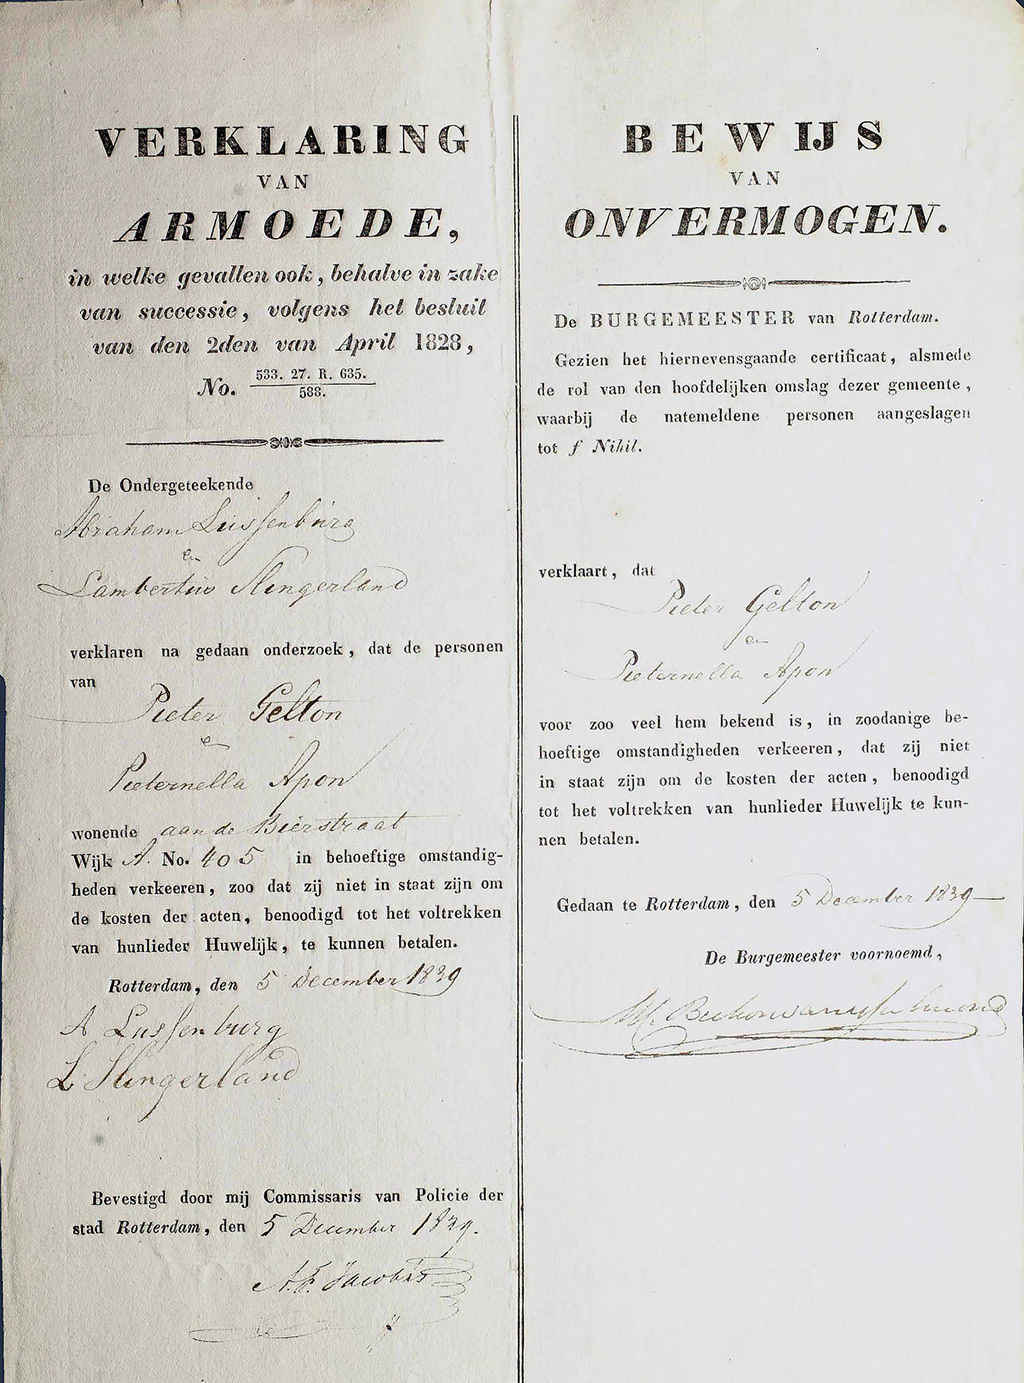 VERKLARING
VAN
ARMOEDE,
in welke gevallen ook, behalve in zake
van successie, volgens het besluit
van den 2den van April 1828,
No. 533. 27. R. 635.
588.
De Ondergeteekende
Abraham Lussenburg
en
Lambertus Slingerland
verklaren na gedaan onderzoek, dat de personen
van
Pieter Gelton
en
Pieternella Apon
wonende aan de Bierstraat
Wijk A. No. 405 in behoeftige omstandig-
heden verkeeren, zoo dat zij niet in staat zijn om
de kosten der acten, benoodigd tot het voltrekken
van hunlieder Huwelijk, te kunnen betalen.
Rotterdam, den 5 December 1839
A Lussenburg
L Slingerland
Bevestigd door mij Commissaris van Policie der
stad Rotterdam, den 5 December 1839.
A.F. Jacobis
BEWIJS
VAN
ONVERMOGEN.
De BURGEMEESTER van Rotterdam.
Gezien het hiernevensgaande certificaat, alsmede
de rol van den hoofdelijken omslag dezer gemeente,
waarbij de natemeldene personen aangeslagen
tot f Nihil.
verklaart, dat
Pieter Gelton
en
Pieternella Apon
voor zoo veel hem bekend is, in zoodanige be-
hoeftige omstandigheden verkeeren, dat zij niet
in staat zijn om de kosten der acten, benoodigd
tot het voltrekken van hunlieder Huwelijk te kun-
nen betalen.
Gedaan te Rotterdam, den 5 December 1839
De Burgemeester voornoemd,